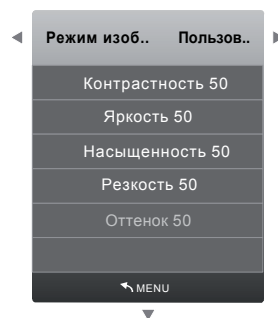 Режим изоб.. Пользов..
Контрастность 50
Яркость 50
Насыщенность 50
Резкость 50
Оттенок 50
MENU